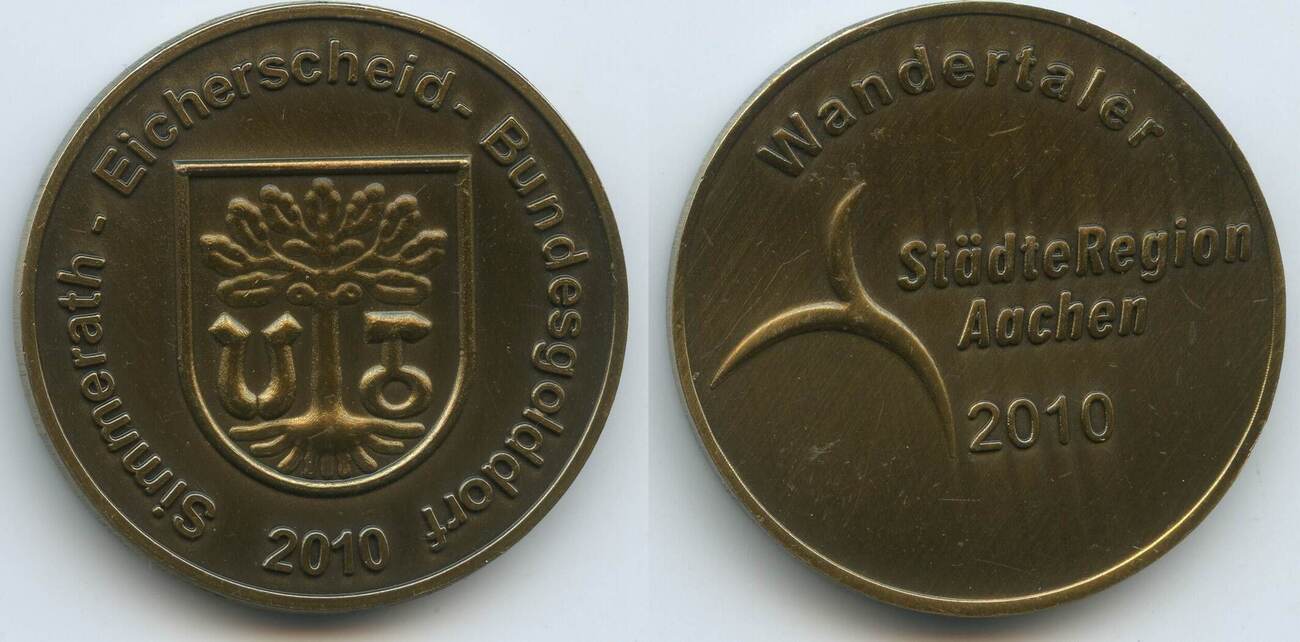 Simmerath - Eicherscheid - Bundesgolddorf
2010
Wandertaler
StädteRegion
Aachen
2010